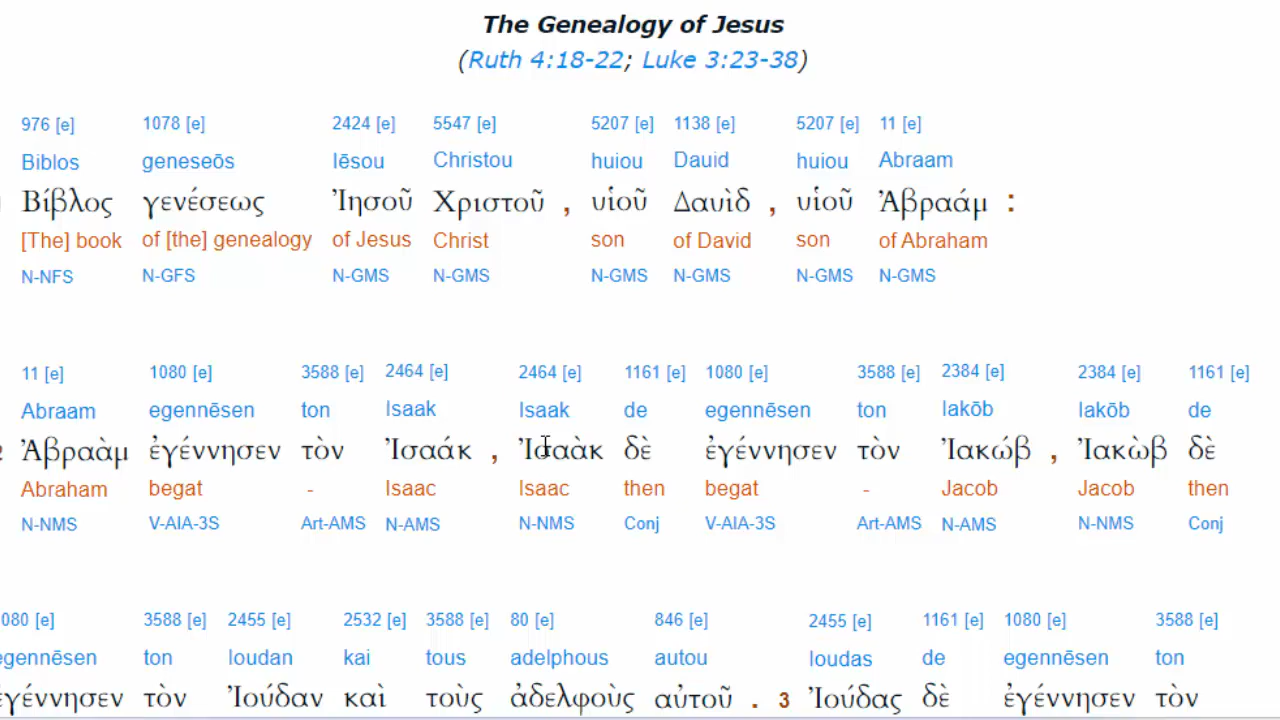 The Genealogy of Jesus
(Ruth 4:18-22; Luke 3:23-38)
976 [e] 1078 [e] 2424 [e] 5547 [e] 5207 [e] 1138 [e] 5207 [e] 11 [e]
Biblos geneseōs Iēsou Christou huiou Dauid huiou Abraam
Βίβλος γενέσεως Ἰησοῦ Χριστοῦ , υἱοῦ Δαυὶδ , υἱοῦ Ἀβραάμ :
[The] book of [the] genealogy of Jesus Christ son of David son of Abraham
N-NFS N-GFS N-GMS N-GMS N-GMS N-GMS N-GMS N-GMS
11 [e] 1080 [e] 3588 [e] 2464 [e] 2464 [e] 1161 [e] 1080 [e] 3588 [e] 2384 [e] 2384 [e] 1161 [e]
Abraam egennēsen ton Isaak Isaak de egennēsen ton Iakōb Iakōb de
Ἀβραὰμ ἐγέννησεν τὸν Ἰσαάκ , Ἰσαὰκ δὲ ἐγέννησεν τὸν Ἰακώβ , Ἰακὼβ δὲ
Abraham begat - Isaac Isaac then begat - Jacob Jacob then
N-NMS V-AIA-3S Art-AMS N-AMS N-NMS Conj V-AIA-3S Art-AMS N-AMS N-NMS Conj
080 [e] 3588 [e] 2455 [e] 2532 [e] 3588 [e] 80 [e] 846 [e] 2455 [e] 1161 [e] 1080 [e] 3588 [e]
egennēsen ton Ioudan kai tous adelphous autou Ioudas de egennēsen ton
ἐγέννησεν τὸν Ἰούδαν καὶ τοὺς ἀδελφοὺς αὐτοῦ . 3 Ἰούδας δὲ ἐγέννησεν τὸν